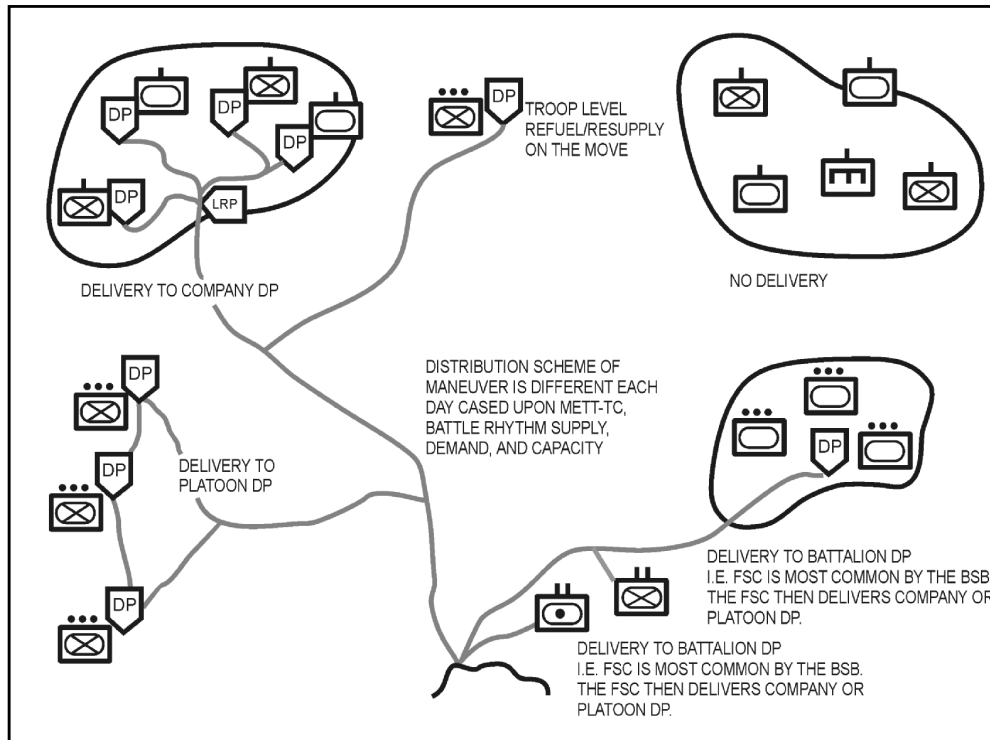 DP
DP
DP
DP
LRP
DELIVERY TO COMPANY DP
DP
TROOP LEVEL
REFUEL/RESUPPLY
ON THE MOVE
NO DELIVERY
DP
DP
DP
DELIVERY TO
PLATOON DP
DISTRIBUTION SCHEME OF
MANEUVER IS DIFFERENT EACH
DAY CASED UPON METT-TC,
BATTLE RHYTHM SUPPLY,
DEMAND, AND CAPACITY
DP
DELIVERY TO BATTALION DP
I.E. FSC IS MOST COMMON BY THE BSB
THE FSC THEN DELIVERS COMPANY OR
PLATOON DP.
DELIVERY TO BATTALION DP
I.E. FSC IS MOST COMMON BY THE BSB.
THE FSC THEN DELIVERS COMPANY OR
PLATOON DP.